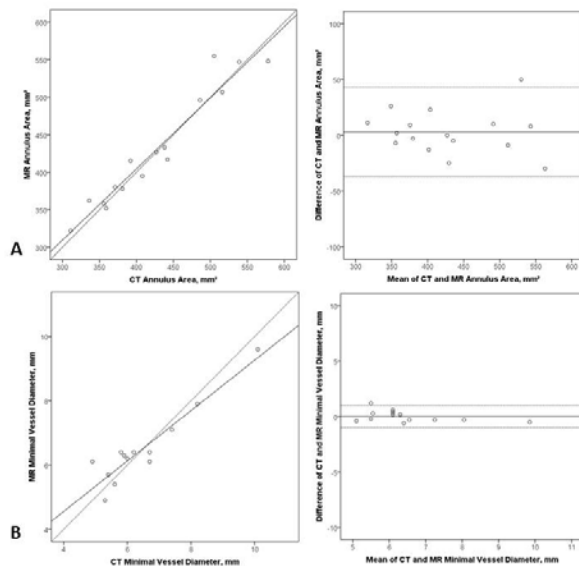 600
500
400
300
MR Annulus Area, mm²
300 350 400 450 500 550 600
CT Annulus Area, mm²
100
50
0
-50
-100
Difference of CT and MR Annulus Area, mm²
300 350 400 450 500 550 600
Mean of CT and MR Annulus Area, mm²
A
10
8
6
4
MR Minimal Vessel Diameter, mm
4 6 8 10
CT Minimal Vessel Diameter, mm
10
5
0
-5
-10
Difference of CT and MR Minimal Vessel Diameter, mm
5 6 7 8 9 10 11
Mean of CT and MR Minimal Vessel Diameter, mm
B